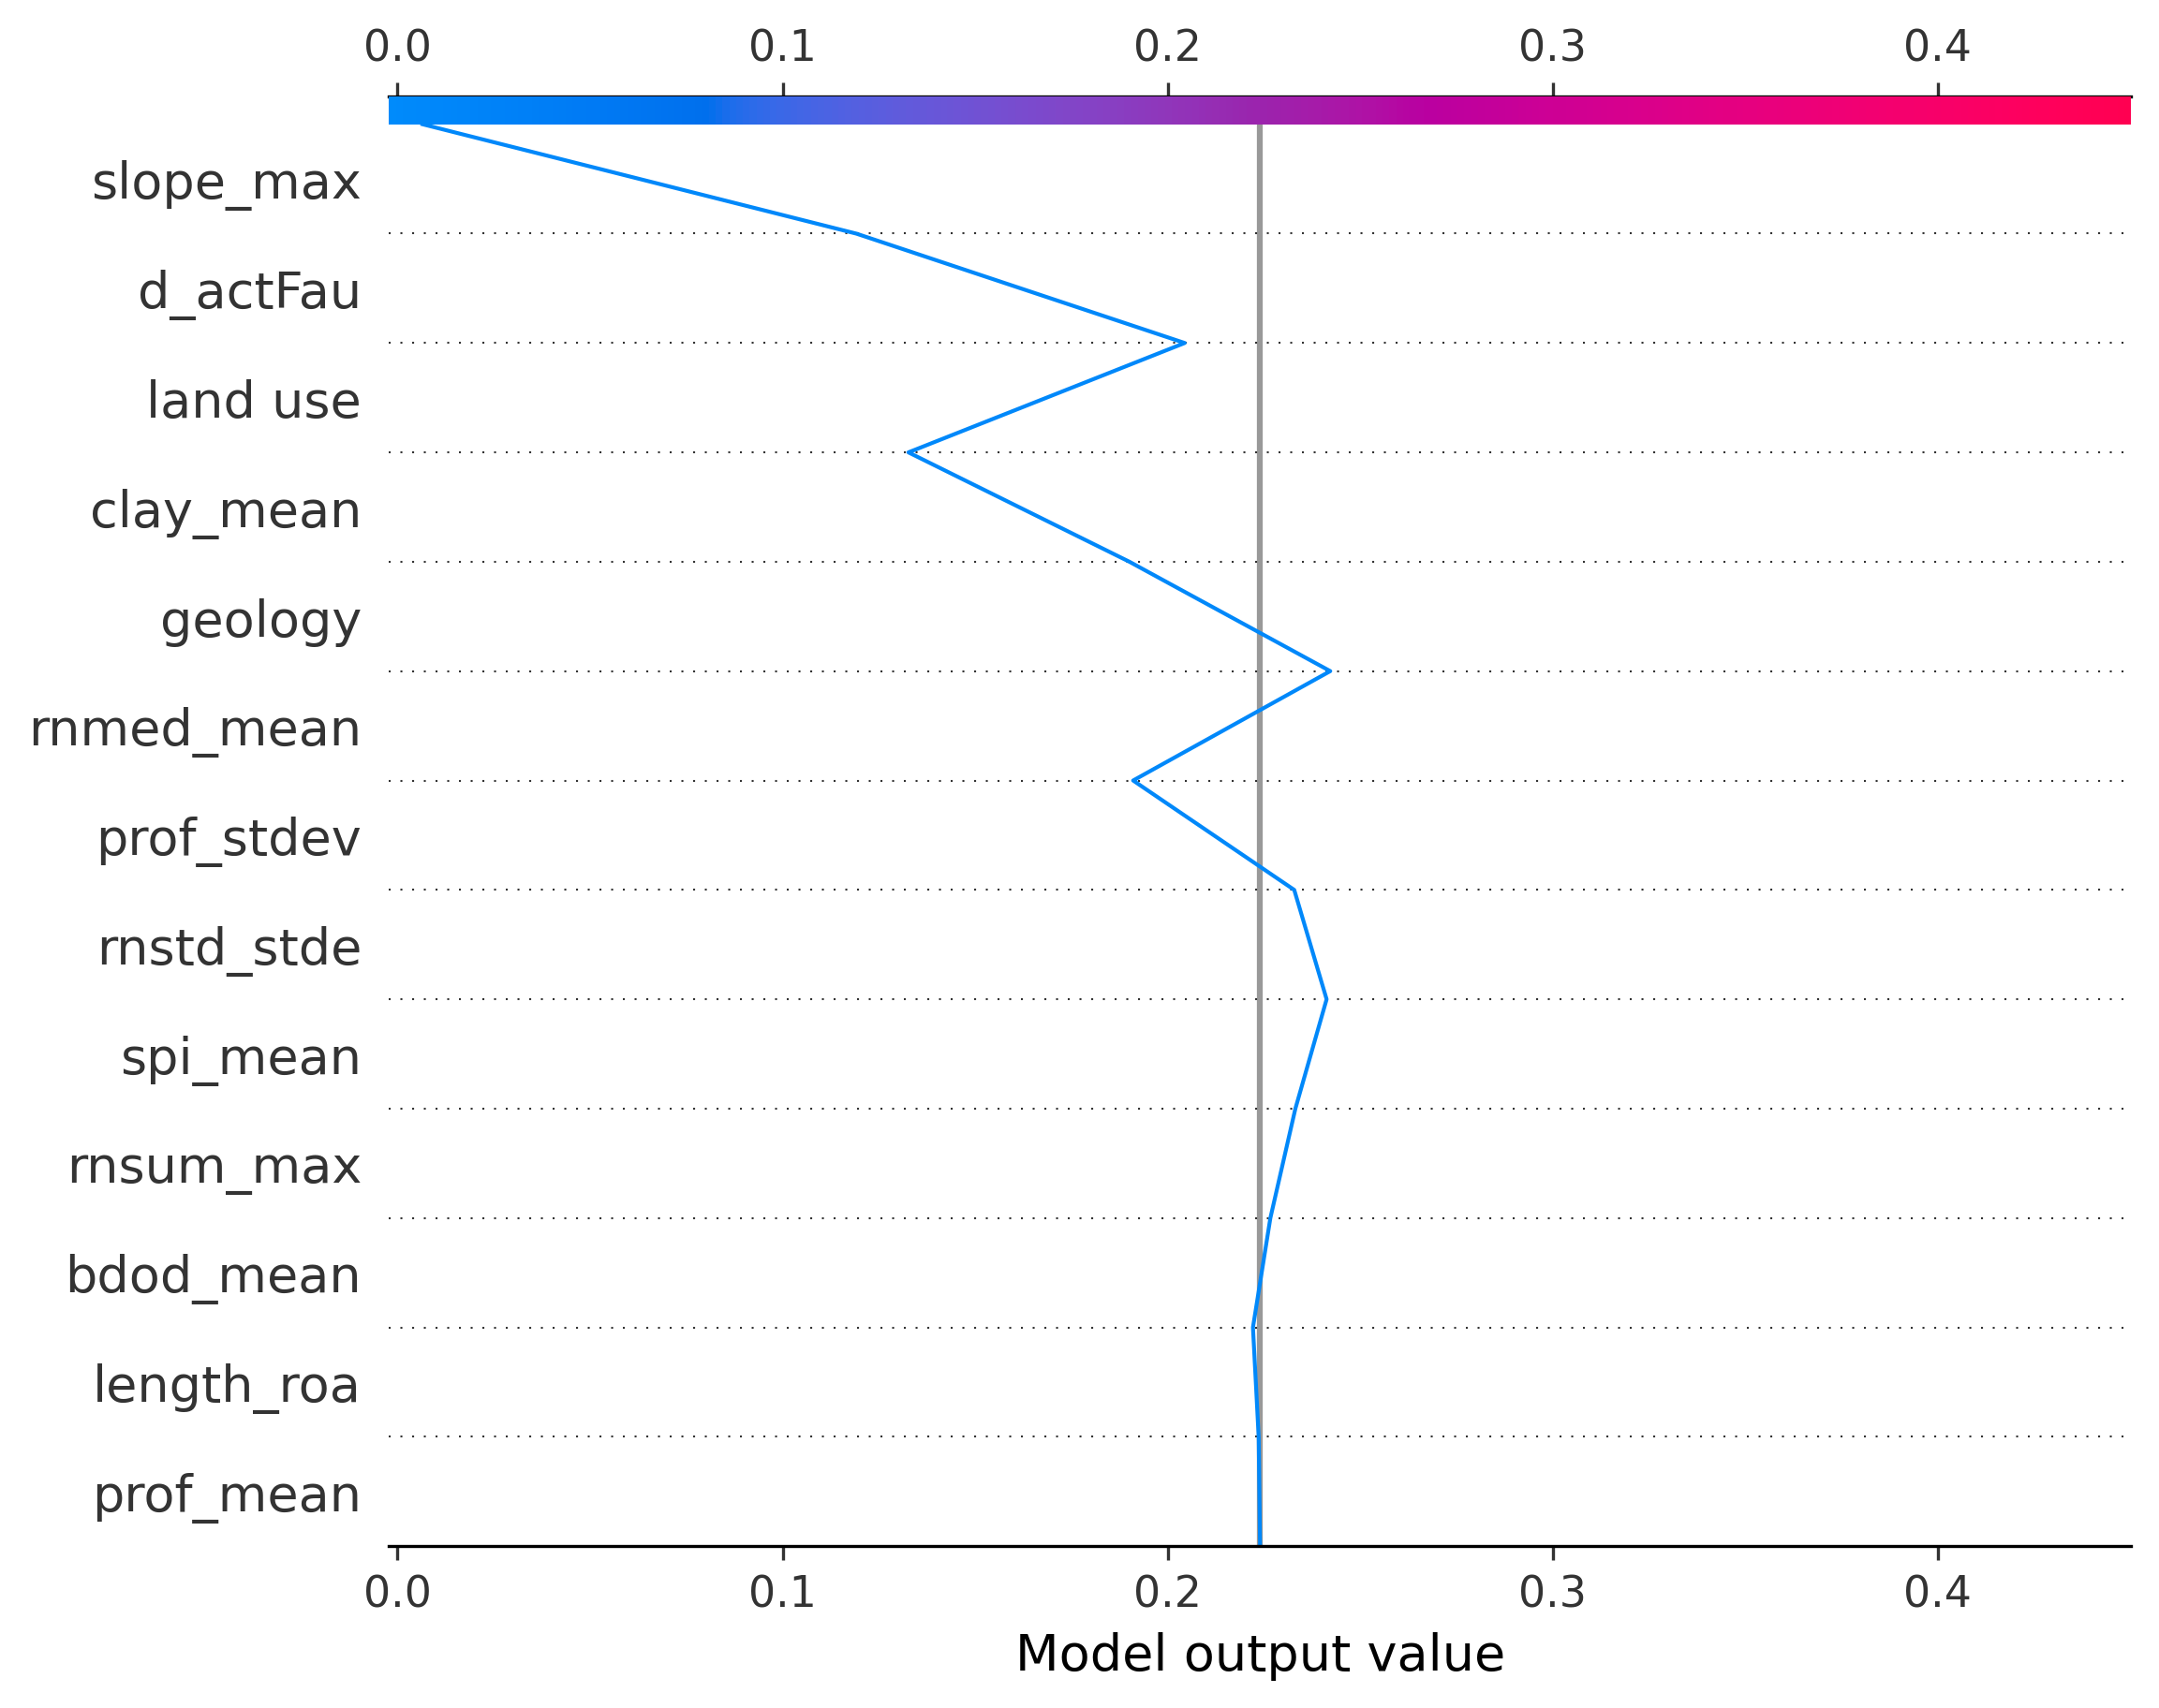 0.0 0.1 0.2 0.3 0.4
slope_max
d_actFau
land use
clay_mean
geology
rnmed_mean
prof_stdev
rnstd_stde
spi_mean
rnsum_max
bdod_mean
length_roa
prof_mean
0.0 0.1 0.2 0.3 0.4
Model output value